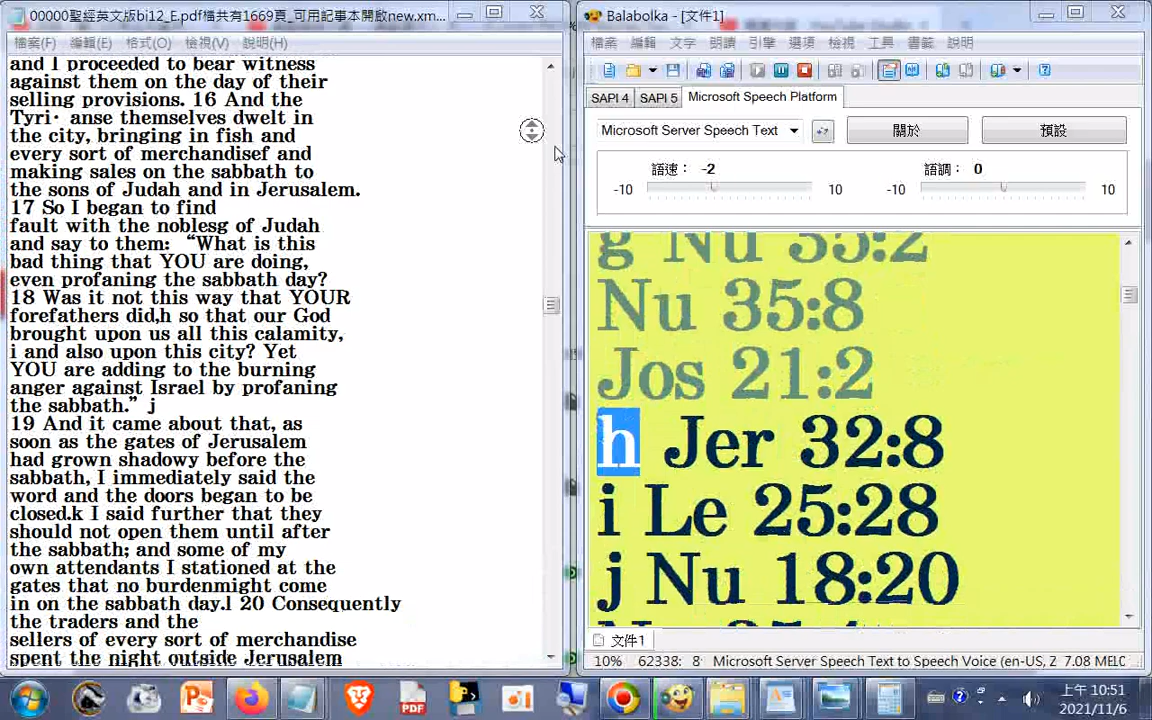 00000聖經英文版bi12_E.pdf檔共有1669頁_可用記事本開啟new.xm...
檔案(F) 編輯(E) 格式(O) 檢視(V) 說明(H)
and I proceeded to bear witness
against them on the day of their
selling provisions. 16 And the
Tyri· anse themselves dwelt in
the city, bringing in fish and
every sort of merchandisef and
making sales on the sabbath to
the sons of Judah and in Jerusalem.
17 So I began to find
fault with the noblesg of Judah
and say to them: “What is this
bad thing that YOU are doing,
even profaning the sabbath day?
18 Was it not this way that YOUR
forefathers did,h so that our God
brought upon us all this calamity,
i and also upon this city? Yet
YOU are adding to the burning
anger against Israel by profaning
the sabbath.” j
19 And it came about that, as
soon as the gates of Jerusalem
had grown shadowy before the
sabbath, I immediately said the
word and the doors began to be
closed.k I said further that they
should not open them until after
the sabbath; and some of my
own attendants I stationed at the
gates that no burdenmight come
in on the sabbath day.l 20 Consequently
the traders and the
sellers of every sort of merchandise
spent the night outside Jerusalem
Balabolka - [文件1]
檔案 編輯 文字 朗讀 引擎 選項 檢視 工具 書籤 說明
SAPI 4 SAPI 5 Microsoft Speech Platform
Microsoft Server Speech Text 關於 預設
語速： -2 語調： 0
-10 10 -10 10
g Nu 35:2
Nu 35:8
Jos 21:2
h Jer 32:8
i Le 25:28
j Nu 18:20
文件1
10% 62338: 8 Microsoft Server Speech Text to Speech Voice (en-US, Z 7.08 MELO
上午 10:51
2021/11/6